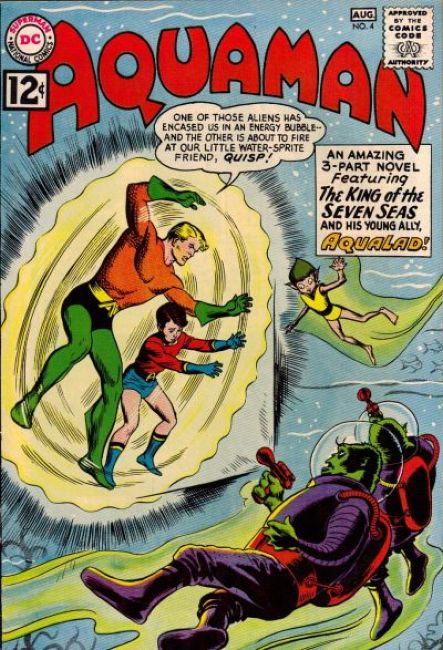 SUPERMAN
DC
NATIONAL COMICS
AUG.
NO. 4
APPROVED
BY THE
COMICS
CODE
AUTHORITY
12¢
AQUAMAN
ONE OF THOSE ALIENS HAS
ENCASED US IN AN ENERGY BUBBLE--
AND THE OTHER IS ABOUT TO FIRE
AT OUR LITTLE WATER-SPRITE
FRIEND, QUISP!
AN AMAZING
3-PART NOVEL
Featuring
The KING of the
SEVEN SEAS
AND HIS YOUNG ALLY,
AQUALAD!